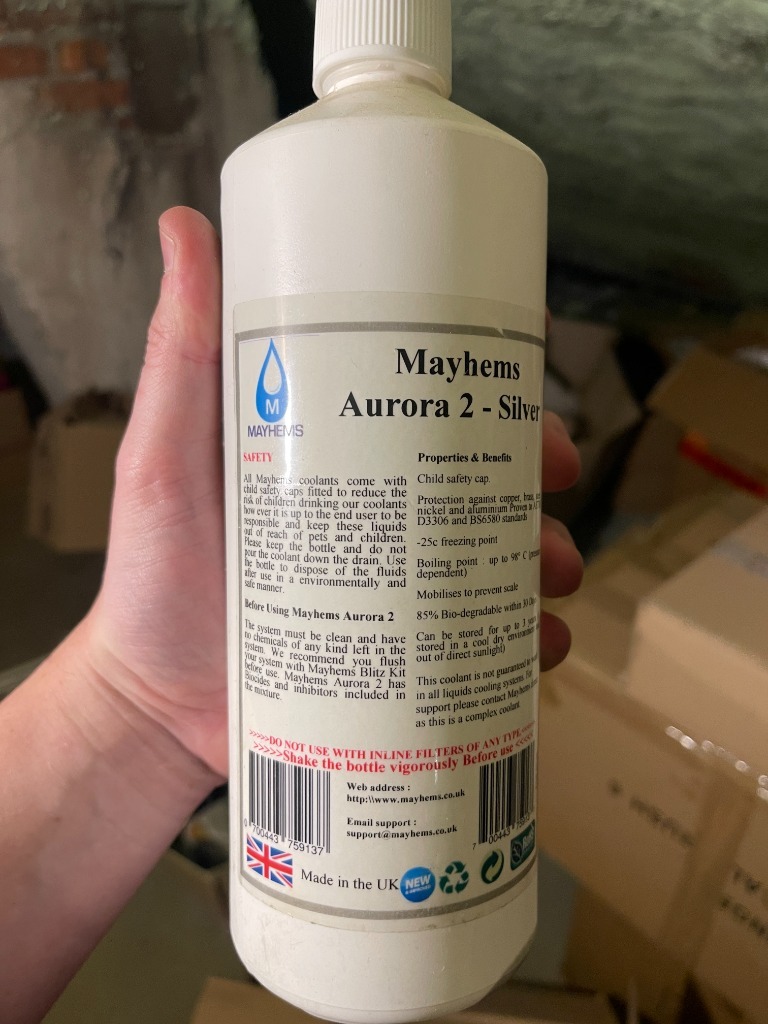 Mayhems
Aurora 2 - Silver
M
MAYHEMS
SAFETY
All Mayhems coolants come with
child safety caps fitted to reduce the
risk of children drinking our coolants
how ever it is up to the end user to be
responsible and keep these liquids
out of reach of pets and children.
Please keep the bottle and do not
pour the coolant down the drain. Use
the bottle to dispose of the fluids
after use in a environmentally and
safe manner.
Before Using Mayhems Aurora 2
The system must be clean and have
no chemicals of any kind left in the
system. We recommend you flush
your system with Mayhems Blitz Kit
before use. Mayhems Aurora 2 has
Biocides and inhibitors included in
the mixture.
Properties & Benefits
Child safety cap.
Protection against copper, brass,
nickel and aluminium Proven to
D3306 and BS6580 standards
-25c freezing point
Boiling point : up to 98° C
dependent)
Mobilises to prevent scale
85% Bio-degradable within 30
Can be stored for up to 3 years
stored in a cool dry environment
out of direct sunlight)
This coolant is not guaranteed to
in all liquids cooling systems. For
support please contact Mayhems
as this is a complex coolant
>>>>>DO NOT USE WITH INLINE FILTERS OF ANY TYPE<<<<<
>>>>>Shake the bottle vigorously Before use <<<<<
Web address :
http:\\www.mayhems.co.uk
Email support :
support@mayhems.co.uk
0 700443 759137
7 00443
Made in the UK
NEW